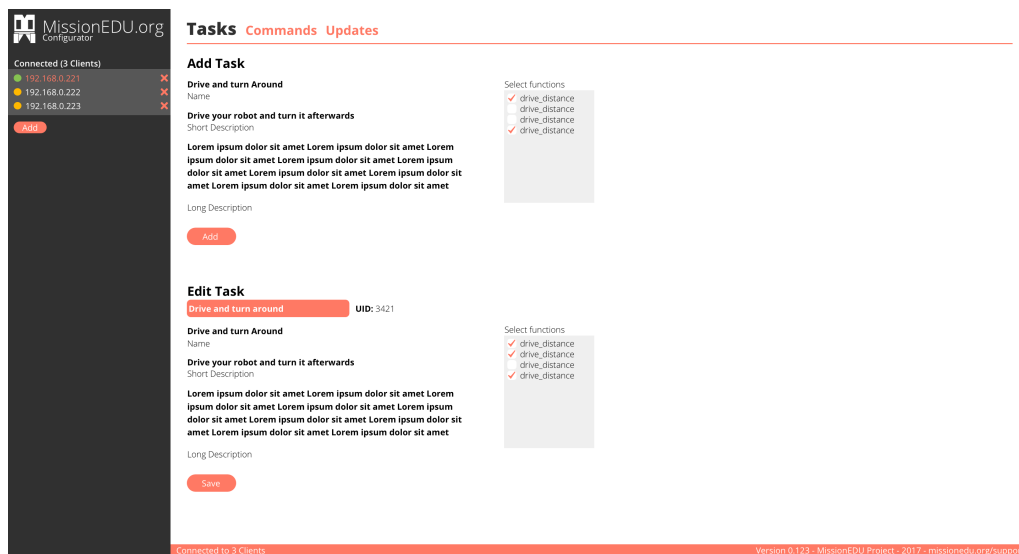 MissionEDU.org
Configurator
Connected (3 Clients)
192.168.0.221
192.168.0.222
192.168.0.223
Add
Tasks Commands Updates
Add Task
Drive and turn Around
Name
Drive your robot and turn it afterwards
Short Description
Lorem ipsum dolor sit amet Lorem ipsum dolor sit amet Lorem
ipsum dolor sit amet Lorem ipsum dolor sit amet Lorem ipsum
dolor sit amet Lorem ipsum dolor sit amet Lorem ipsum dolor sit
amet Lorem ipsum dolor sit amet Lorem ipsum dolor sit amet
Long Description
Add
Select functions
drive_distance
drive_distance
drive_distance
drive_distance
Edit Task
Drive and turn around
UID: 3421
Drive and turn Around
Name
Drive your robot and turn it afterwards
Short Description
Lorem ipsum dolor sit amet Lorem ipsum dolor sit amet Lorem
ipsum dolor sit amet Lorem ipsum dolor sit amet Lorem ipsum
dolor sit amet Lorem ipsum dolor sit amet Lorem ipsum dolor sit
amet Lorem ipsum dolor sit amet Lorem ipsum dolor sit amet
Long Description
Save
Select functions
drive_distance
drive_distance
drive_distance
drive_distance
Connected to 3 Clients
Version 0.123 - MissionEDU Project - 2017 - missionedu.org/suppo